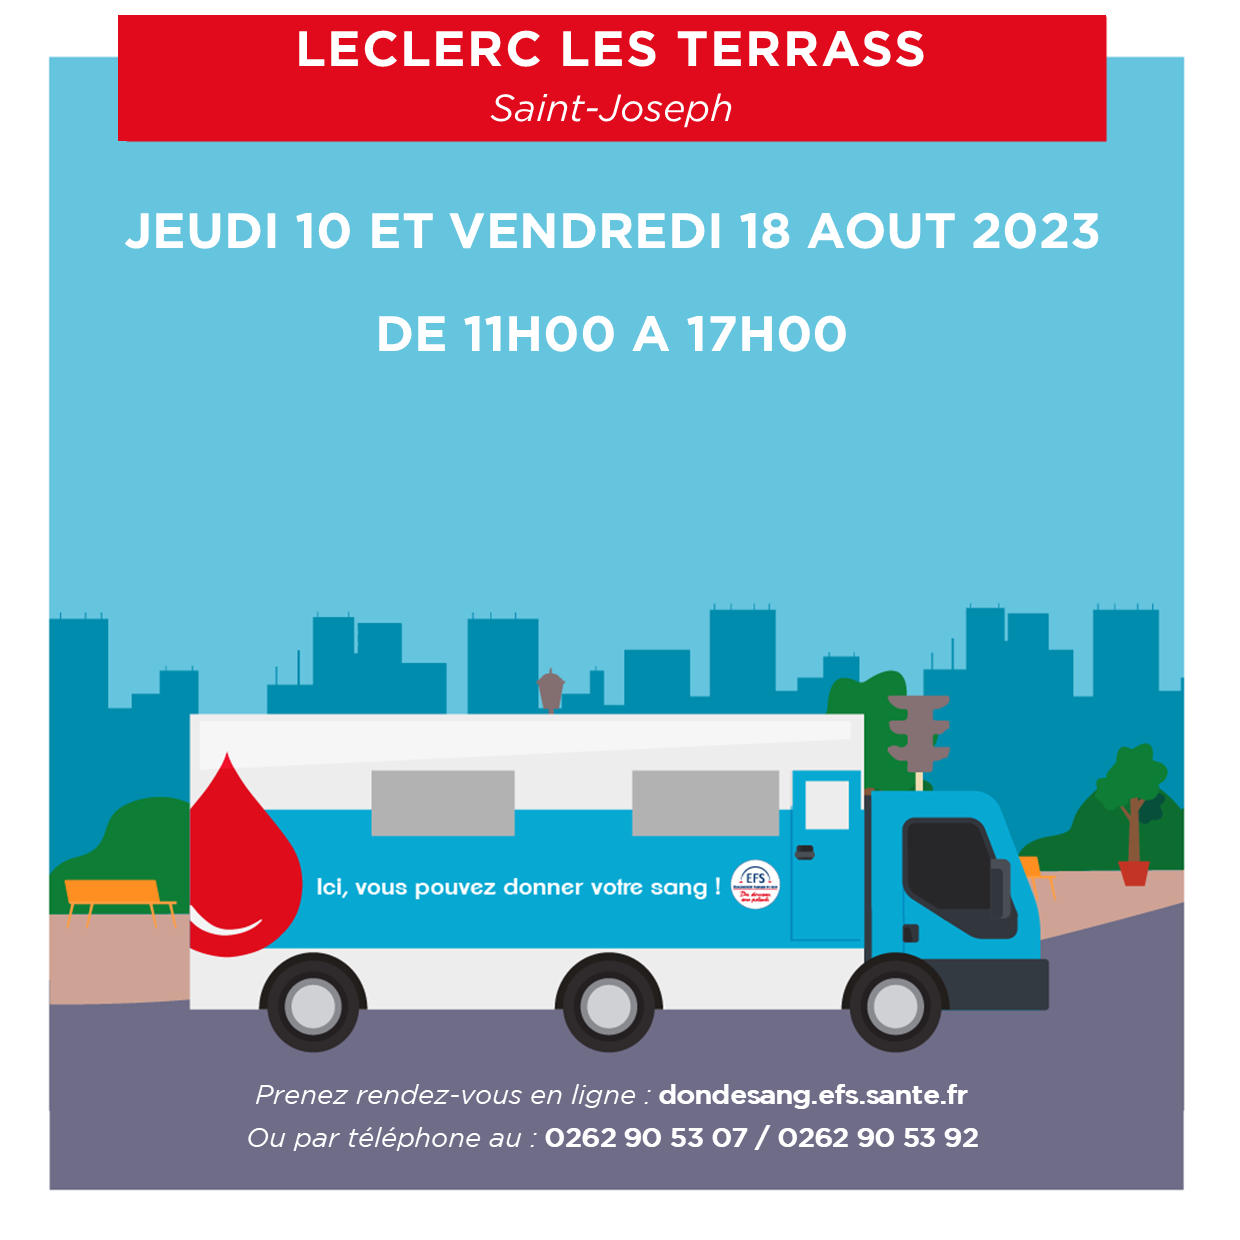 LECLERC LES TERRASS
Saint-Joseph
JEUDI 10 ET VENDREDI 18 AOUT 2023
DE 11H00 A 17H00
Ici, vous pouvez donner votre sang !
EFS
Prenez rendez-vous en ligne : dondesang.efs.sante.fr
Ou par téléphone au : 0262 90 53 07 / 0262 90 53 92